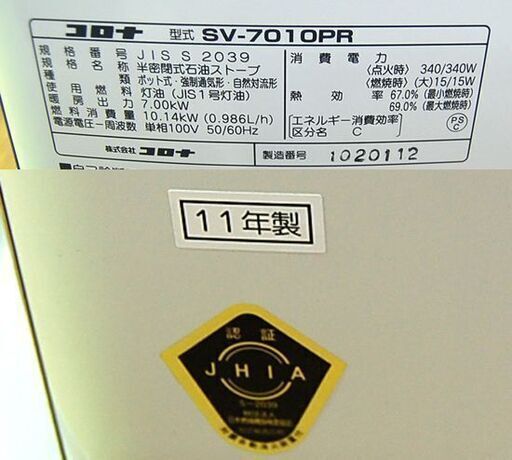 コロナ 型式 SV-7010PR
規格番号 JIS S 2039
規格名称 半密閉式石油ストーブ
種類 ポット式・強制通気形・自然対流形
使用燃料 灯油(JIS1号灯油)
暖房出力 7.00kW
燃料消費量 10.14kW(0.986L/h)
電源電圧-周波数 単相100V 50/60Hz
株式会社コロナ
消費電力
(点火時)340/340W
(燃焼時)(大)15/15W
熱効率 67.0%(最小燃焼時)
69.0%(最大燃焼時)
[エネルギー消費効率]
区分名 C
PS
C
製造番号 1020112
11年製
認証
JHIA
S-2039